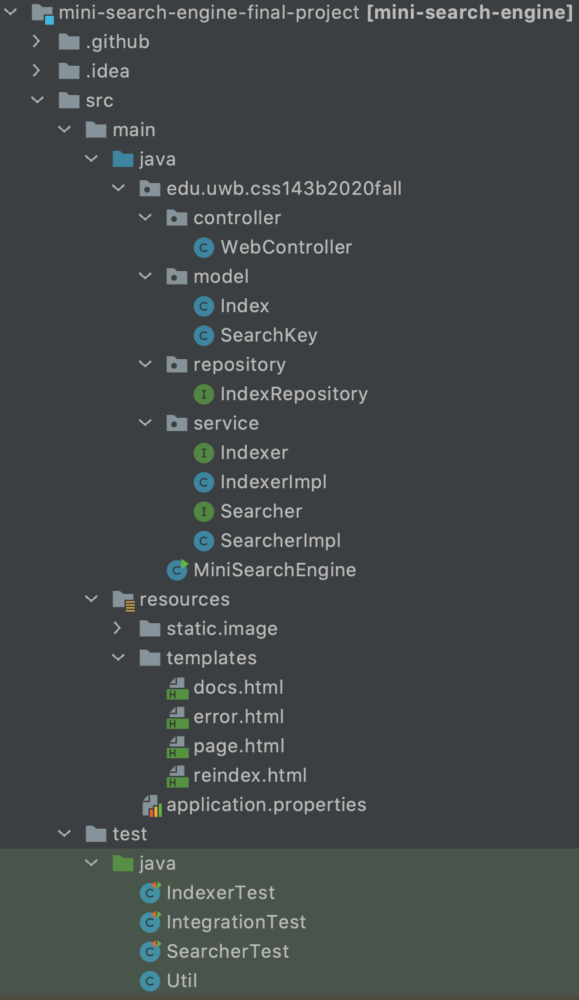 mini-search-engine-final-project [mini-search-engine]
.github
.idea
src
main
java
edu.uwb.css143b2020fall
controller
C WebController
model
C Index
C SearchKey
repository
I IndexRepository
service
I Indexer
C IndexerImpl
I Searcher
C SearcherImpl
C MiniSearchEngine
resources
static.image
templates
H docs.html
H error.html
H page.html
H reindex.html
application.properties
test
java
C IndexerTest
C IntegrationTest
C SearcherTest
C Util